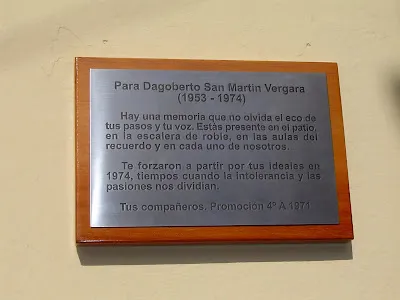 Para Dagoberto San Martín Vergara
(1953 - 1974)
Hay una memoria que no olvida el eco de
tus pasos y tu voz. Estás presente en el patio,
en la escalera de roble, en las aulas del
recuerdo y en cada uno de nosotros.
Te forzaron a partir por tus ideales en
1974, tiempos cuando la intolerancia y las
pasiones nos dividían.
Tus compañeros, Promoción 4º A 1971